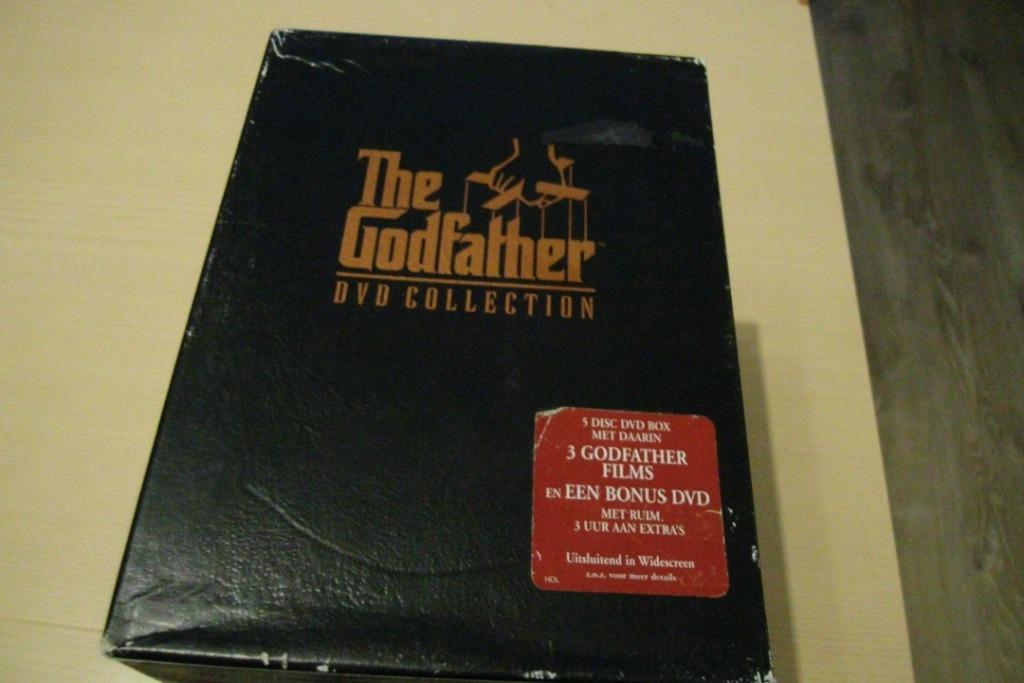 The
Godfather™
DVD COLLECTION
5 DISC DVD BOX
MET DAARIN
3 GODFATHER
FILMS
EN EEN BONUS DVD
MET RUIM
3 UUR AAN EXTRA'S
Uitsluitend in Widescreen
z.o.z. voor meer details
HOL